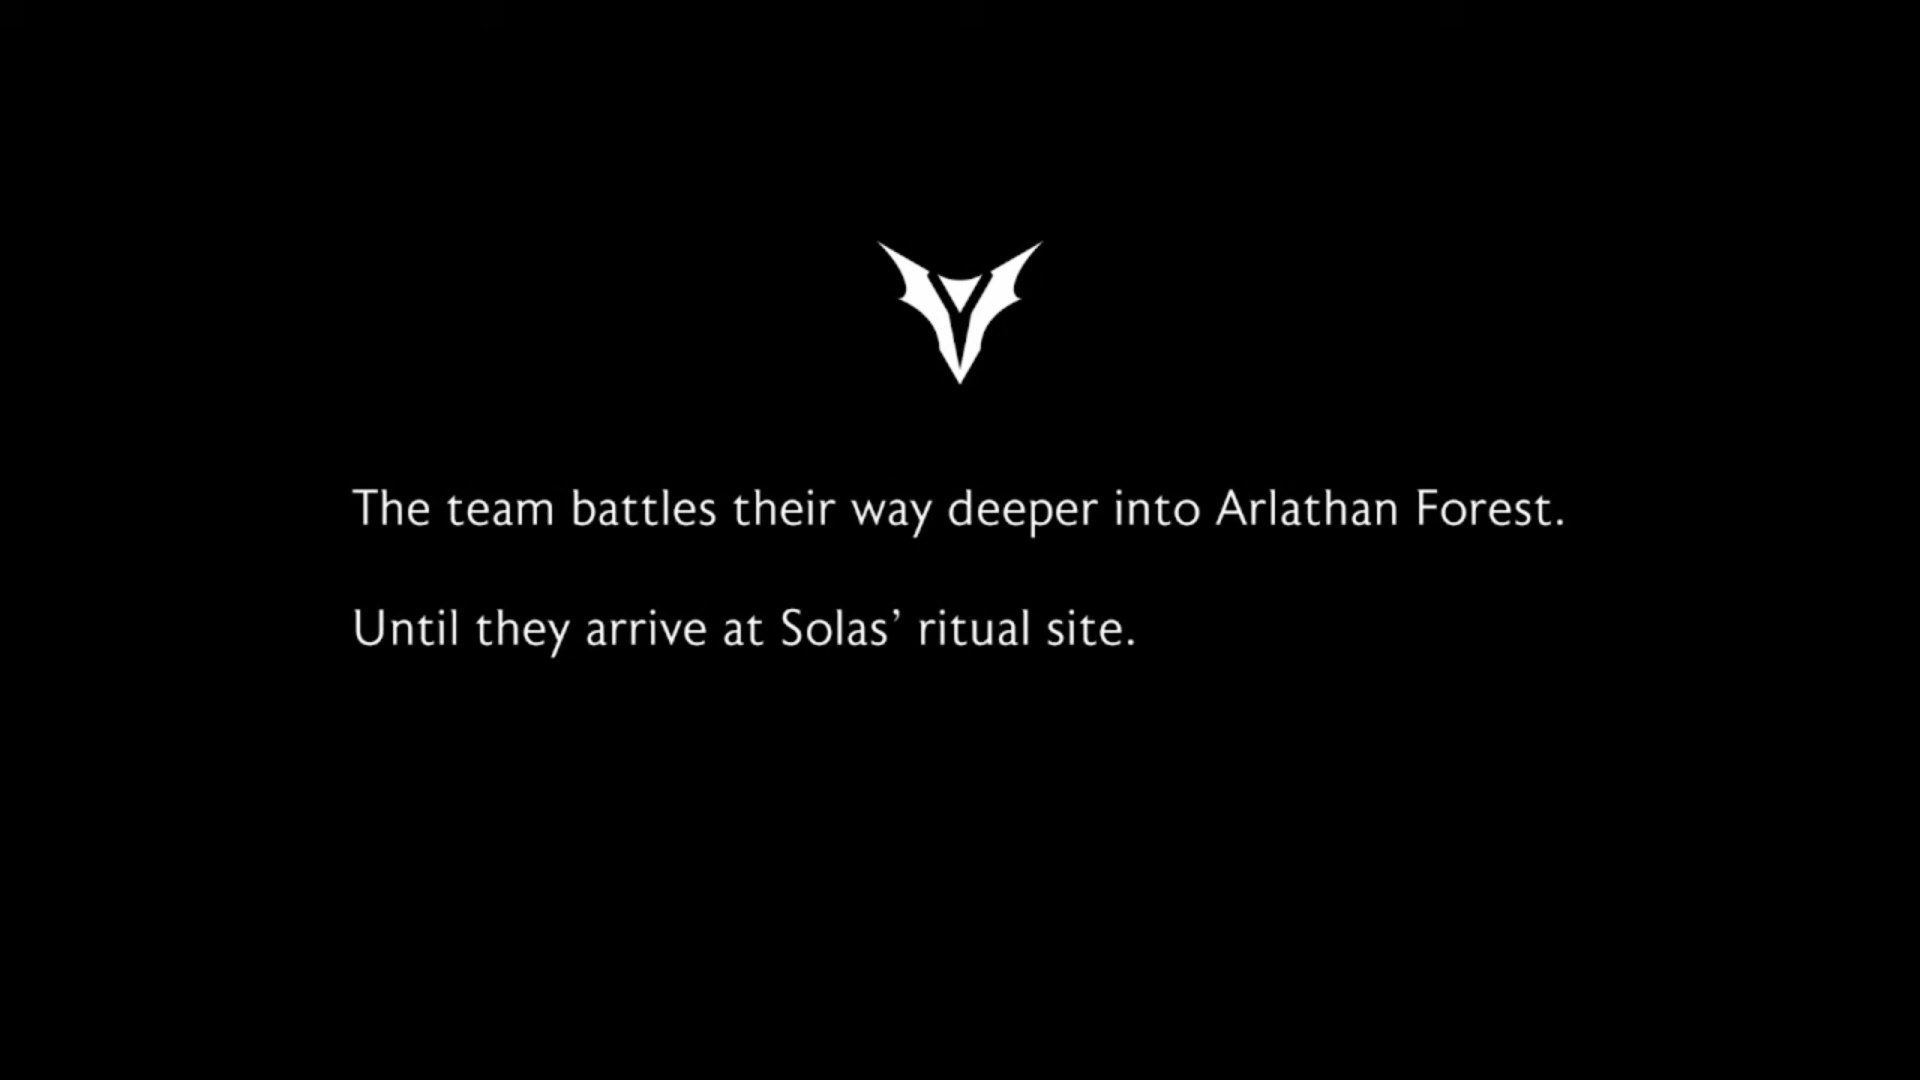 The team battles their way deeper into Arlathan Forest.
Until they arrive at Solas’ ritual site.